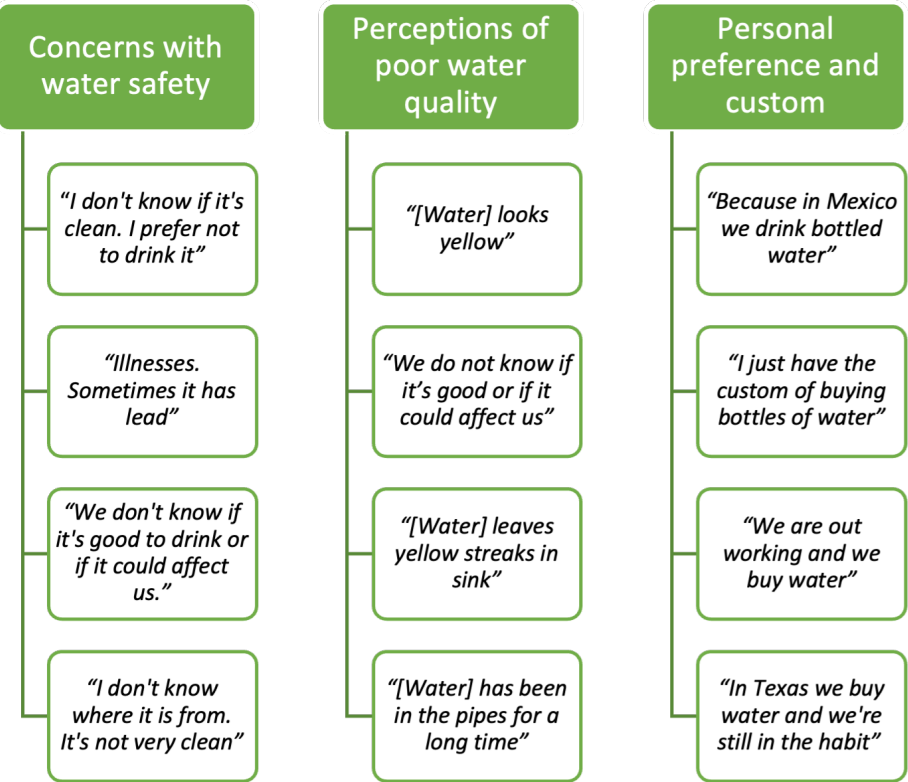 Concerns with
water safety
“I don't know if it's
clean. I prefer not
to drink it”
“Illnesses.
Sometimes it has
lead”
“We don't know if
it's good to drink or
if it could affect
us.”
“I don't know
where it is from.
It's not very clean”
Perceptions of
poor water
quality
“[Water] looks
yellow”
“We do not know if
it’s good or if it
could affect us”
“[Water] leaves
yellow streaks in
sink”
“[Water] has been
in the pipes for a
long time”
Personal
preference and
custom
“Because in Mexico
we drink bottled
water”
“I just have the
custom of buying
bottles of water”
“We are out
working and we
buy water”
“In Texas we buy
water and we're
still in the habit”